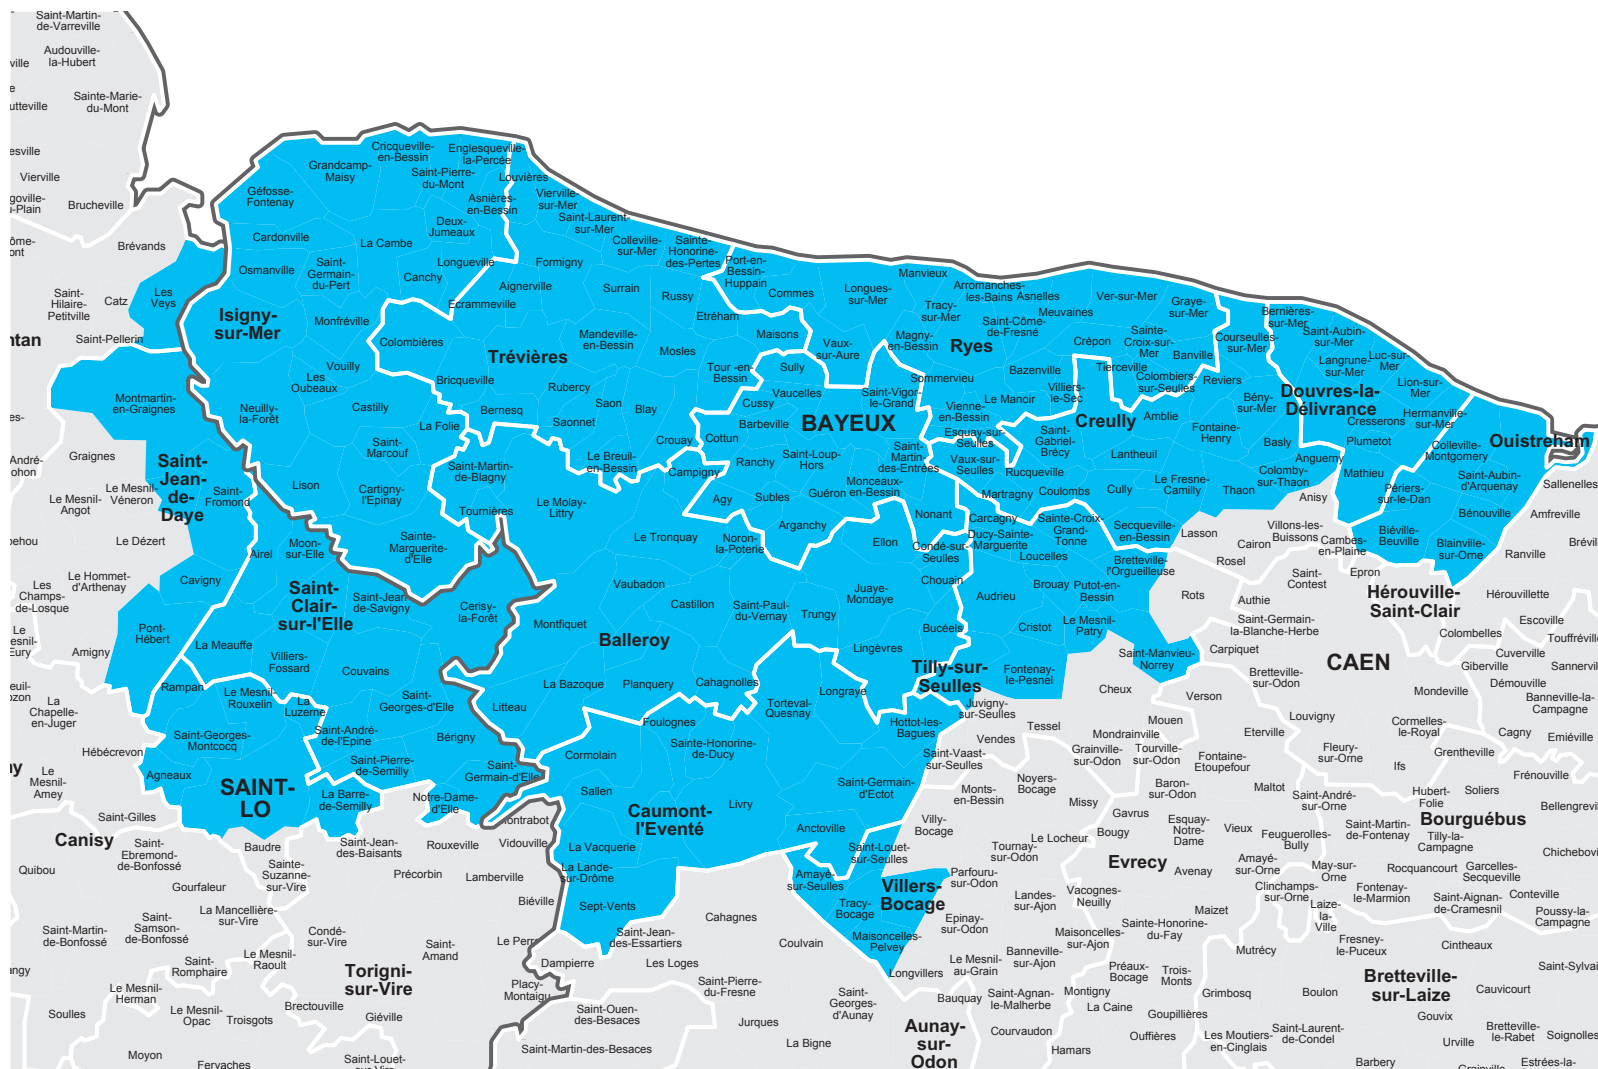 Saint-Martin-
de-Varreville
Audouville-
la-Hubert
ville
e
utteville
Sainte-Marie-
du-Mont
esville
Vierville
goville-
u-Plain
Brucheville
ôme-
ont
Brévands
Saint-
Hilaire-
Petitville
Catz
Les
Veys
ntan
Saint-Pellerin
Cricqueville-
en-Bessin
Englesqueville-
la-Percée
Grandcamp-
Maisy
Saint-Pierre-
du-Mont
Louvières
Géfosse-
Fontenay
Asnières-
en-Bessin
Vierville-
sur-Mer
Deux-
Jumeaux
Saint-Laurent-
sur-Mer
Cardonville
La Cambe
Colleville-
sur-Mer
Sainte-
Honorine-
des-Pertes
Osmanville
Saint-
Germain-
du-Pert
Longueville
Canchy
Formigny
Aignerville
Surrain
Russy
Port-en-
Bessin-
Huppain
Commes
Longues-
sur-Mer
Manvieux
Arromanches-
les-Bains
Asnelles
Ver-sur-Mer
Graye-
sur-Mer
Meuvaines
Tracy-
sur-Mer
Saint-Côme-
de-Fresné
Isigny-
sur-Mer
Monfréville
Ecrammeville
Etréham
Maisons
Vaux-
sur-Aure
Magny-
en-Bessin
Ryes
Crépon
Sainte-
Croix-sur-
Mer
Banville
Courseulles-
sur-Mer
Bernières-
sur-Mer
Saint-Aubin-
sur-Mer
Langrune-
sur-Mer
Luc-sur-
Mer
Lion-sur-
Mer
Colombières
Mandeville-
en-Bessin
Mosles
Trévières
Vouilly
Les
Oubeaux
Bricqueville
Rubercy
Tour -en-
Bessin
Sully
Sommervieu
Bazenville
Tierceville
Colombiers-
sur-Seulles
Reviers
Douvres-la-
Délivrance
Hermanville-
sur-Mer
Cresserons
Montmartin-
en-Graignes
Neuilly-
la-Forêt
Castilly
La Folie
Bernesq
Saonnet
Saon
Blay
Cussy
Vaucelles
Saint-Vigor-
le-Grand
Barbeville
BAYEUX
Vienne-
en-Bessin
Le Manoir
Villiers-
le-Sec
Creully
Amblie
Bény-
sur-Mer
Fontaine-
Henry
Basly
Plumetot
Colleville-
Montgomery
Ouistreham
Esquay-sur-
Seulles
Saint-
Gabriel-
Brécy
Lantheuil
Anguerny
Mathieu
Saint-Aubin-
d'Arquenay
Sallenelles
es-
André-
ohon
Graignes
Saint-
Jean-
de-
Daye
Saint-
Marcouf
Saint-Martin-
de-Blagny
Le Breuil-
en-Bessin
Crouay
Cottun
Ranchy
Saint-Loup-
Hors
Saint-
Martin-
des-Entrées
Vaux-sur-
Seulles
Rucqueville
Martragny
Coulombs
Cully
Le Fresne-
Camilly
Colomby-
sur-Thaon
Thaon
Anisy
Périers-
sur-le-Dan
Bénouville
Amfreville
Le Mesnil-
Angot
Le Mesnil-
Véneron
Saint-
Fromond
Lison
Cartigny-
l'Epinay
Tournières
Le Molay-
Littry
Campigny
Agy
Subles
Guéron
Monceaux-
en-Bessin
Arganchy
Nonant
Carcagny
Ducy-Sainte-
Marguerite
Sainte-Croix-
Grand-
Tonne
Secqueville-
en-Bessin
Lasson
Villons-les-
Buissons
Cairon
Cambes-
en-Plaine
Biéville-
Beuville
Blainville-
sur-Orne
Ranville
Brévil
pehou
Le Dézert
Airel
Moon-
sur-Elle
Sainte-
Marguerite-
d'Elle
Le Tronquay
Noron-
la-Poterie
Ellon
Condé-sur-
Seulles
Loucelles
Bretteville-
l'Orgueilleuse
Rosel
Saint-
Contest
Epron
Hérouville-
Saint-Clair
Hérouvillette
Les
Champs-
de-Losque
Le Hommet-
d'Arthenay
Cavigny
Saint-
Clair-
sur-l'Elle
Saint-Jean-
de-Savigny
Cerisy-
la-Forêt
Vaubadon
Castillon
Saint-Paul-
du-Vernay
Trungy
Juaye-
Mondaye
Chouain
Audrieu
Brouay
Putot-en-
Bessin
Rots
Authie
Saint-Germain-
la-Blanche-Herbe
Escoville
Colombelles
Touffrévill
Le
esnil-
Eury
Amigny
Pont-
Hébert
La Meauffe
Villiers-
Fossard
Couvains
Montfiquet
Balleroy
Bucéels
Lingèvres
Cristot
Le Mesnil-
Patry
Saint-Manvieu-
Norrey
Carpiquet
CAEN
Cuverville
Giberville
Sannervil
Démouville
Tilly-sur-
Seulles
Fontenay-
le-Pesnel
Bretteville-
sur-Odon
Mondeville
Banneville-la-
Campagne
euil-
ozon
La
Chapelle-
en-Juger
Rampan
Le Mesnil-
Rouxelin
La
Luzerne
Saint-
Georges-d'Elle
La Bazoque
Planquery
Cahagnolles
Torteval-
Quesnay
Longraye
Juvigny-
sur-Seulles
Cheux
Verson
Louvigny
Cormelles-
le-Royal
Cagny
Emiéville
Hébécrevon
Saint-Georges-
Montcocq
Saint-André-
de-l'Epine
Bérigny
Litteau
Foulognes
Cormolain
Sainte-Honorine-
de-Ducy
Hottot-les-
Bagues
Saint-Vaast-
sur-Seulles
Vendes
Tessel
Mouen
Mondrainville
Grainville-
sur-Odon
Tourville-
sur-Odon
Eterville
Fontaine-
Etoupefour
Fleury-
sur-Orne
Ifs
Grentheville
Frénouville
ny
Le
Mesnil-
Amey
Agneaux
SAINT-
LO
Saint-Pierre-
de-Semilly
La Barre-
de-Semilly
Saint-
Germain-d'Elle
Notre-Dame-
d'Elle
Sallen
Caumont-
l'Eventé
Livry
Saint-Germain-
d'Ectot
Monts-
en-Bessin
Noyers-
Bocage
Missy
Baron-
sur-Odon
Maltot
Saint-André-
sur-Orne
Hubert-
Folie
Soliers
Bourguébus
Bellengrevil
Saint-Gilles
Canisy
Baudre
Saint-Jean-
des-Baisants
Rouxeville
ontrabot
Vidouville
La Vacquerie
Anctoville
Villy-
Bocage
Saint-Louet-
sur-Seulles
Tournay-
sur-Odon
Le Locheur
Gavrus
Bougy
Esquay-
Notre-
Dame
Vieux
Feuguerolles-
Bully
Saint-Martin-
de-Fontenay
Tilly-la-
Campagne
Chichebovi
Quibou
Saint-
Ebremond-
de-Bonfossé
Sainte-
Suzanne-
sur-Vire
Gourfaleur
Précorbin
Lamberville
La Lande-
sur-Drôme
Amayé-
sur-Seulles
Villers-
Bocage
Parfouru-
sur-Odon
Evrecy
Avenay
Amayé-
sur-Orne
May-sur-
Orne
Rocquancourt
Garcelles-
Secqueville
Saint-Martin-
de-Bonfossé
Saint-
Samson-
de-Bonfossé
La Mancellière-
sur-Vire
Condé-
sur-Vire
Biéville
Sept-Vents
Cahagnes
Tracy-
Bocage
Epinay-
sur-Odon
Landes-
sur-Ajon
Vacognes-
Neuilly
Maizet
Clinchamps-
sur-Orne
Laize-
la-
Ville
Fontenay-
le-Marmion
Saint-Aignan-
de-Cramesnil
Conteville
Poussy-la-
Campagne
angy
Saint-
Romphaire
Le Mesnil-
Raoult
Saint-
Amand
Torigni-
sur-Vire
Le Perr
Saint-Jean-
des-Essartiers
Dampierre
Les Loges
Coulvain
Maisoncelles-
Pelvey
Longvillers
Le Mesnil-
au-Grain
Banneville-
sur-Ajon
Maisoncelles-
sur-Ajon
Sainte-Honorine-
du-Fay
Préaux-
Bocage
Trois-
Monts
Mutrécy
Fresney-
le-Puceux
Cintheaux
Bretteville-
sur-Laize
Saint-Sylvai
Soulles
Le Mesnil-
Herman
Le Mesnil-
Opac
Troisgots
Brectouville
Giéville
Placy-
Montaigu
Saint-Ouen-
des-Besaces
Saint-Pierre-
du-Fresne
Jurques
Saint-
Georges-
d'Aunay
Bauquay
Saint-Agnan-
le-Malherbe
Montigny
La Caine
Goupillières
Grimbosq
Boulon
Gouvix
Cauvicourt
Moyon
Fervaches
Saint-Louet-
sur-Vire
Saint-Martin-des-Besaces
La Bigne
Aunay-
sur-
Odon
Courvaudon
Hamars
Ouffières
Les Moutiers-
en-Cinglais
Saint-Laurent-
de-Condel
Barbery
Urville
Bretteville-
le-Rabet
Soignolles
Grainville-
Estrées-la-